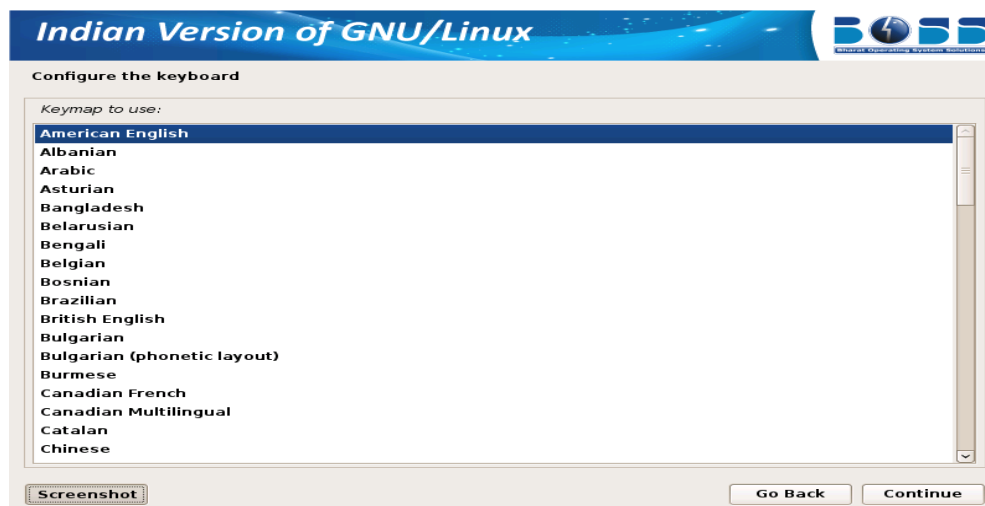 Indian Version of GNU/Linux
BOSS
Bharat Operating System Solutions
Configure the keyboard
Keymap to use:
American English
Albanian
Arabic
Asturian
Bangladesh
Belarusian
Bengali
Belgian
Bosnian
Brazilian
British English
Bulgarian
Bulgarian (phonetic layout)
Burmese
Canadian French
Canadian Multilingual
Catalan
Chinese
Screenshot Go Back Continue